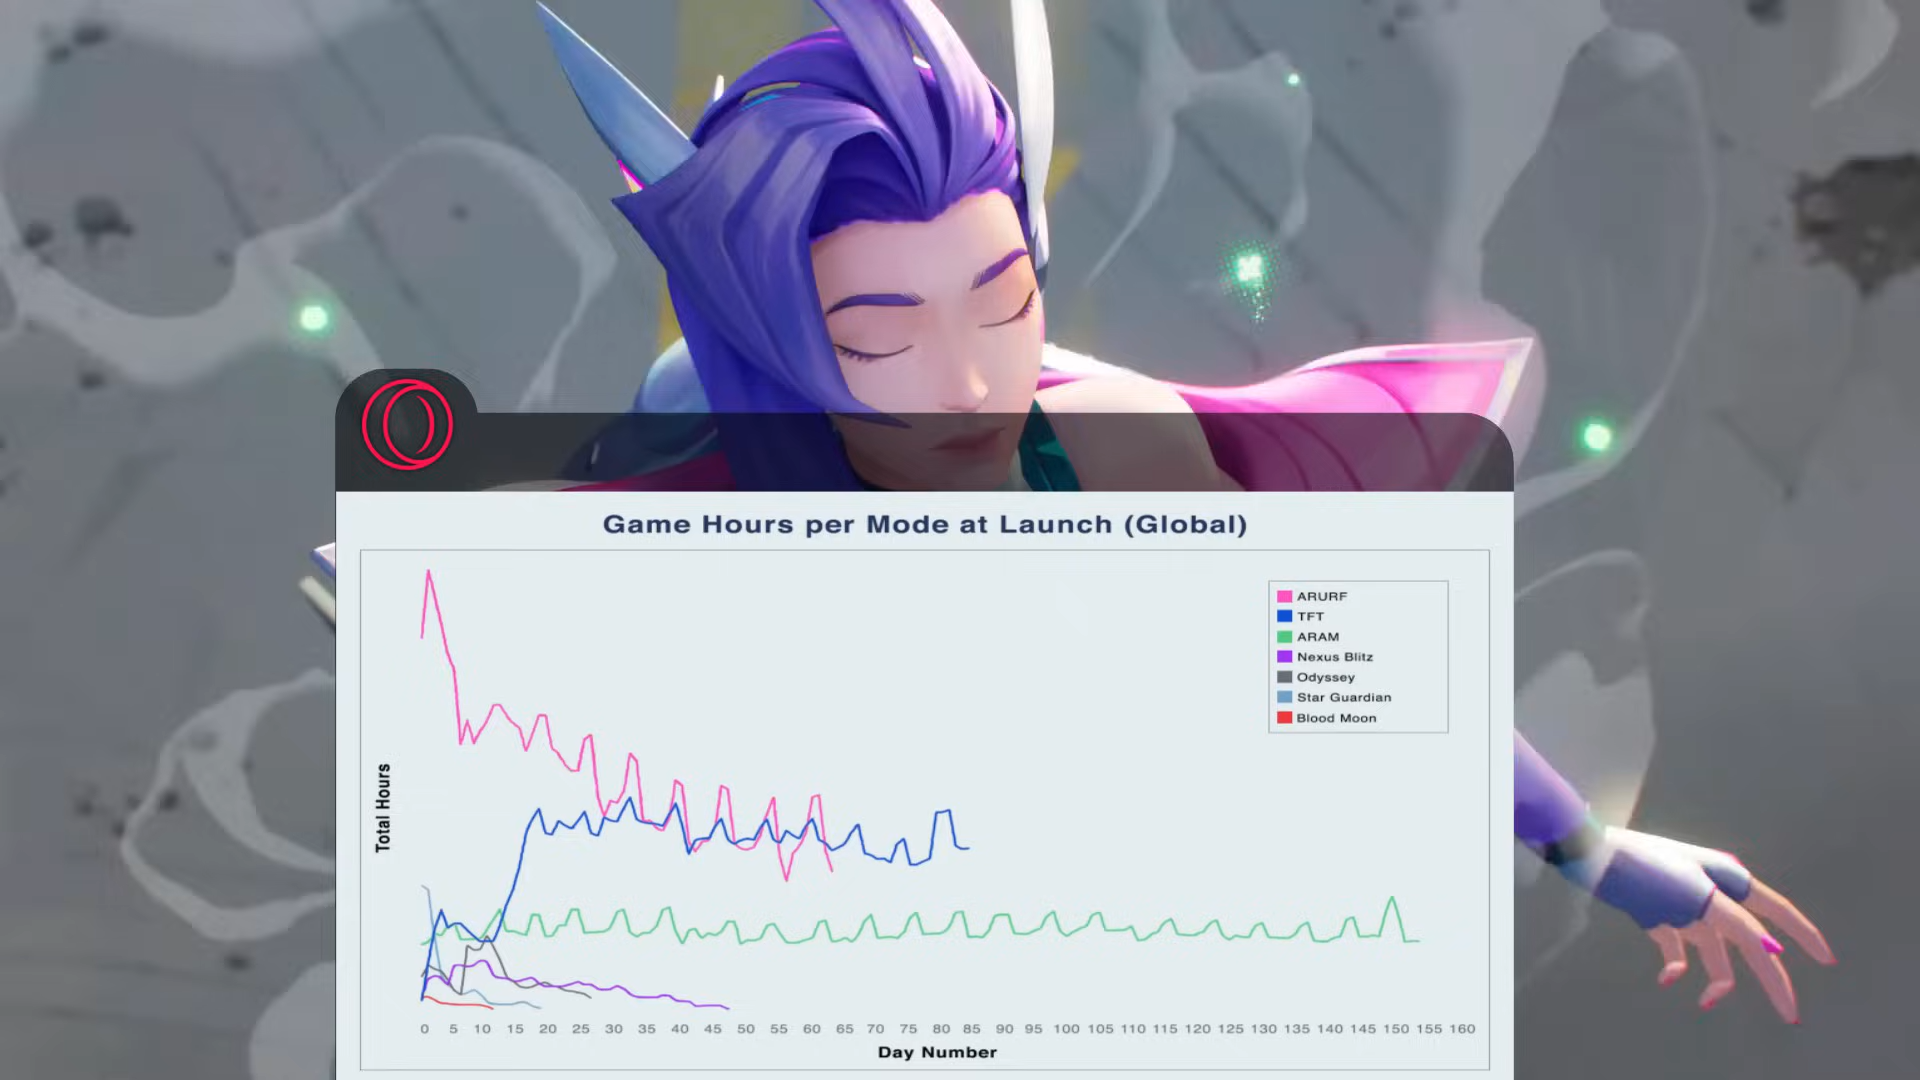 Game Hours per Mode at Launch (Global)
ARURF
TFT
ARAM
Nexus Blitz
Odyssey
Star Guardian
Blood Moon
Total Hours
0 5 10 15 20 25 30 35 40 45 50 55 60 65 70 75 80 85 90 95 100 105 110 115 120 125 130 135 140 145 150 155 160
Day Number